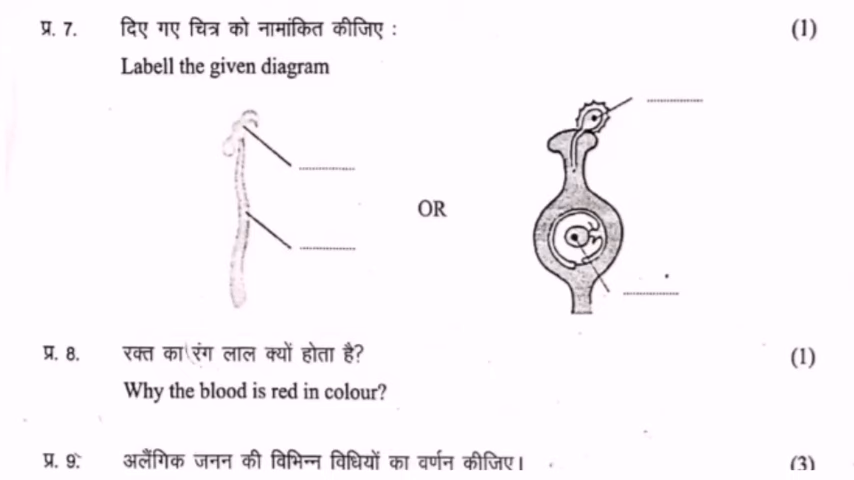 प्र. 7. दिए गए चित्र को नामांकित कीजिए : (1)
Labell the given diagram
OR
प्र. 8. रक्त का रंग लाल क्यों होता है? (1)
Why the blood is red in colour?
प्र. 9. अलैंगिक जनन की विभिन्न विधियों का वर्णन कीजिए। (3)